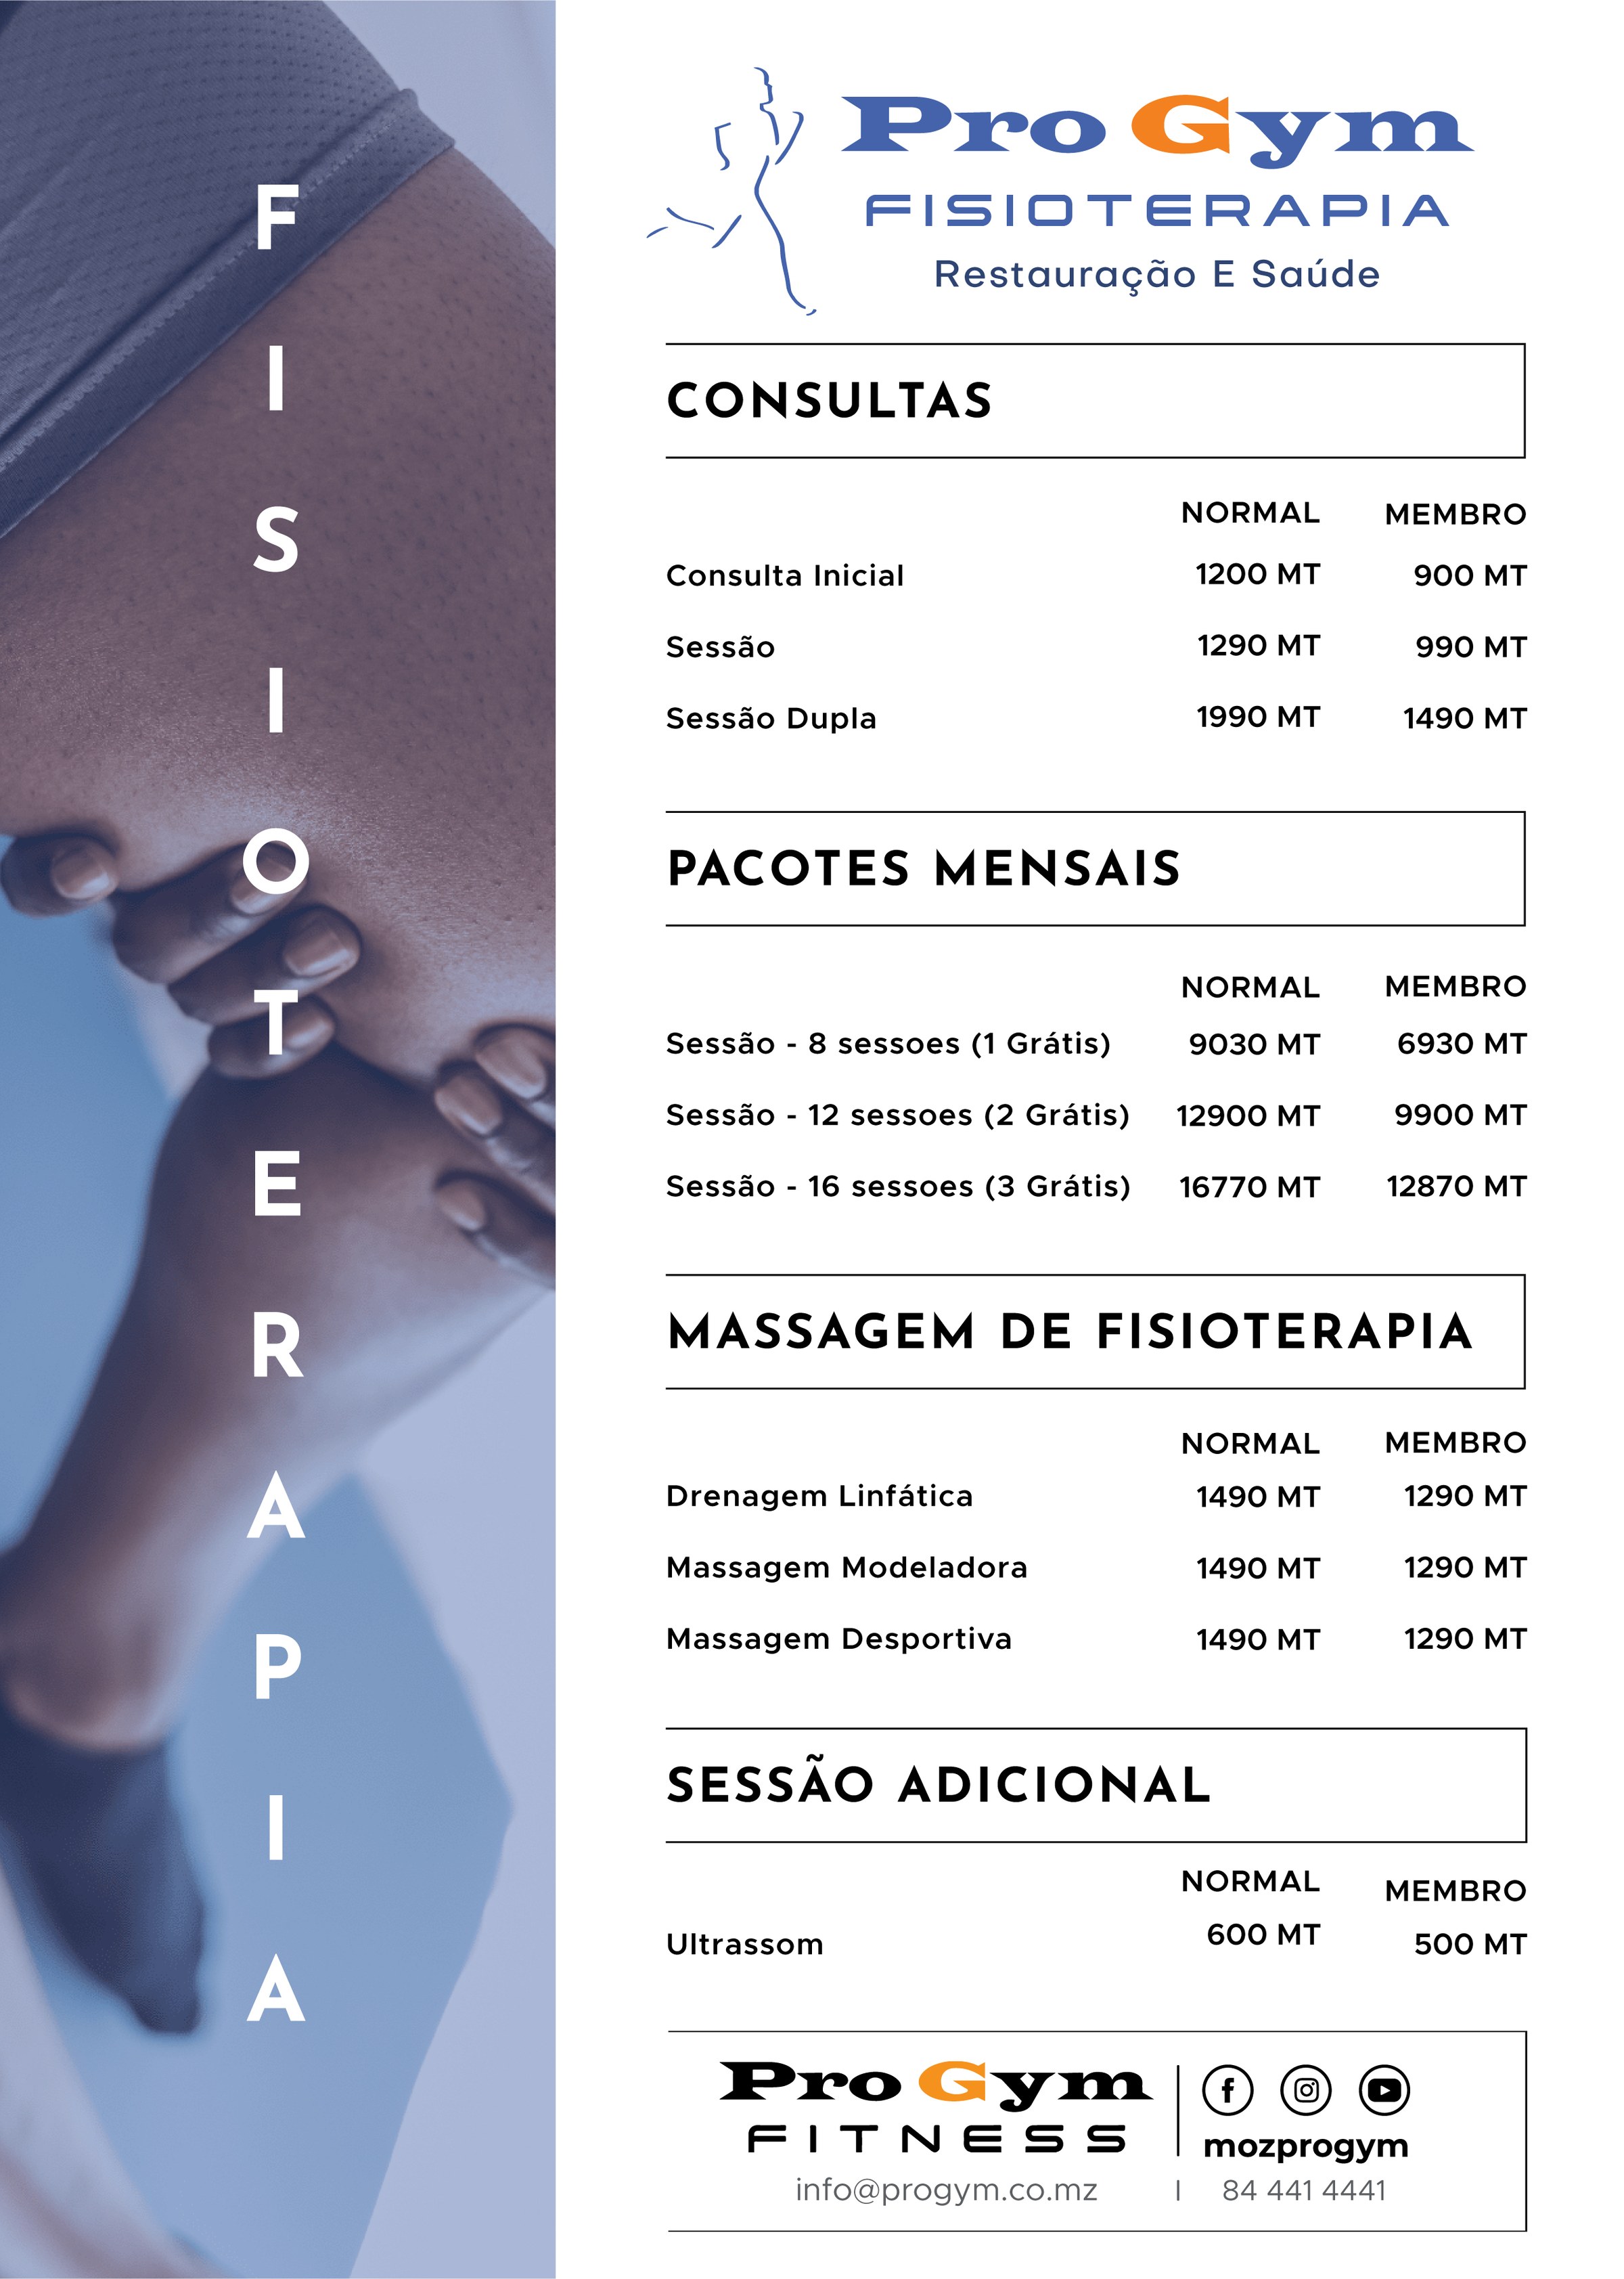 FISIOTERAPIA
Pro Gym
FISIOTERAPIA
Restauração E Saúde
CONSULTAS
NORMAL MEMBRO
Consulta Inicial 1200 MT 900 MT
Sessão 1290 MT 990 MT
Sessão Dupla 1990 MT 1490 MT
PACOTES MENSAIS
NORMAL MEMBRO
Sessão - 8 sessoes (1 Grátis) 9030 MT 6930 MT
Sessão - 12 sessoes (2 Grátis) 12900 MT 9900 MT
Sessão - 16 sessoes (3 Grátis) 16770 MT 12870 MT
MASSAGEM DE FISIOTERAPIA
NORMAL MEMBRO
Drenagem Linfática 1490 MT 1290 MT
Massagem Modeladora 1490 MT 1290 MT
Massagem Desportiva 1490 MT 1290 MT
SESSÃO ADICIONAL
NORMAL MEMBRO
Ultrassom 600 MT 500 MT
Pro Gym
FITNESS
mozprogym
info@progym.co.mz | 84 441 4441